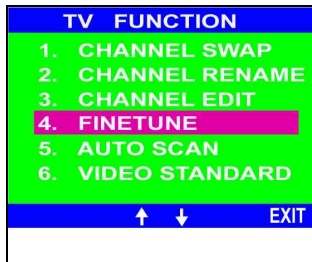 TV FUNCTION
1. CHANNEL SWAP
2. CHANNEL RENAME
3. CHANNEL EDIT
4. FINETUNE
5. AUTO SCAN
6. VIDEO STANDARD
↑ ↓ EXIT